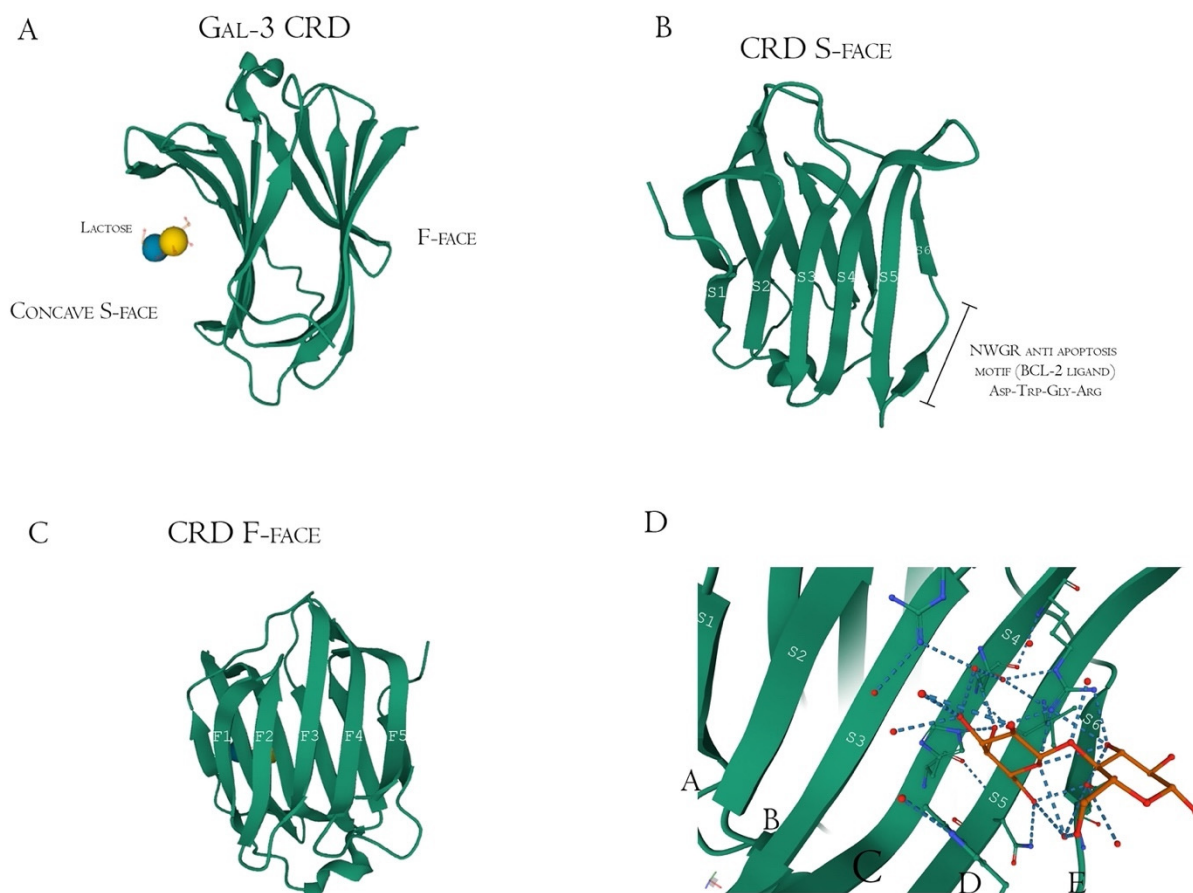 A
GAL-3 CRD
LACTOSE
F-FACE
CONCAVE S-FACE
B
CRD S-FACE
S1
S2
S3
S4
S5
S6
NWGR ANTI APOPTOSIS
MOTIF (BCL-2 LIGAND)
ASP-TRP-GLY-ARG
C
CRD F-FACE
F1
F2
F3
F4
F5
D
S1
S2
S3
S4
S5
S6
A
B
C
D
E